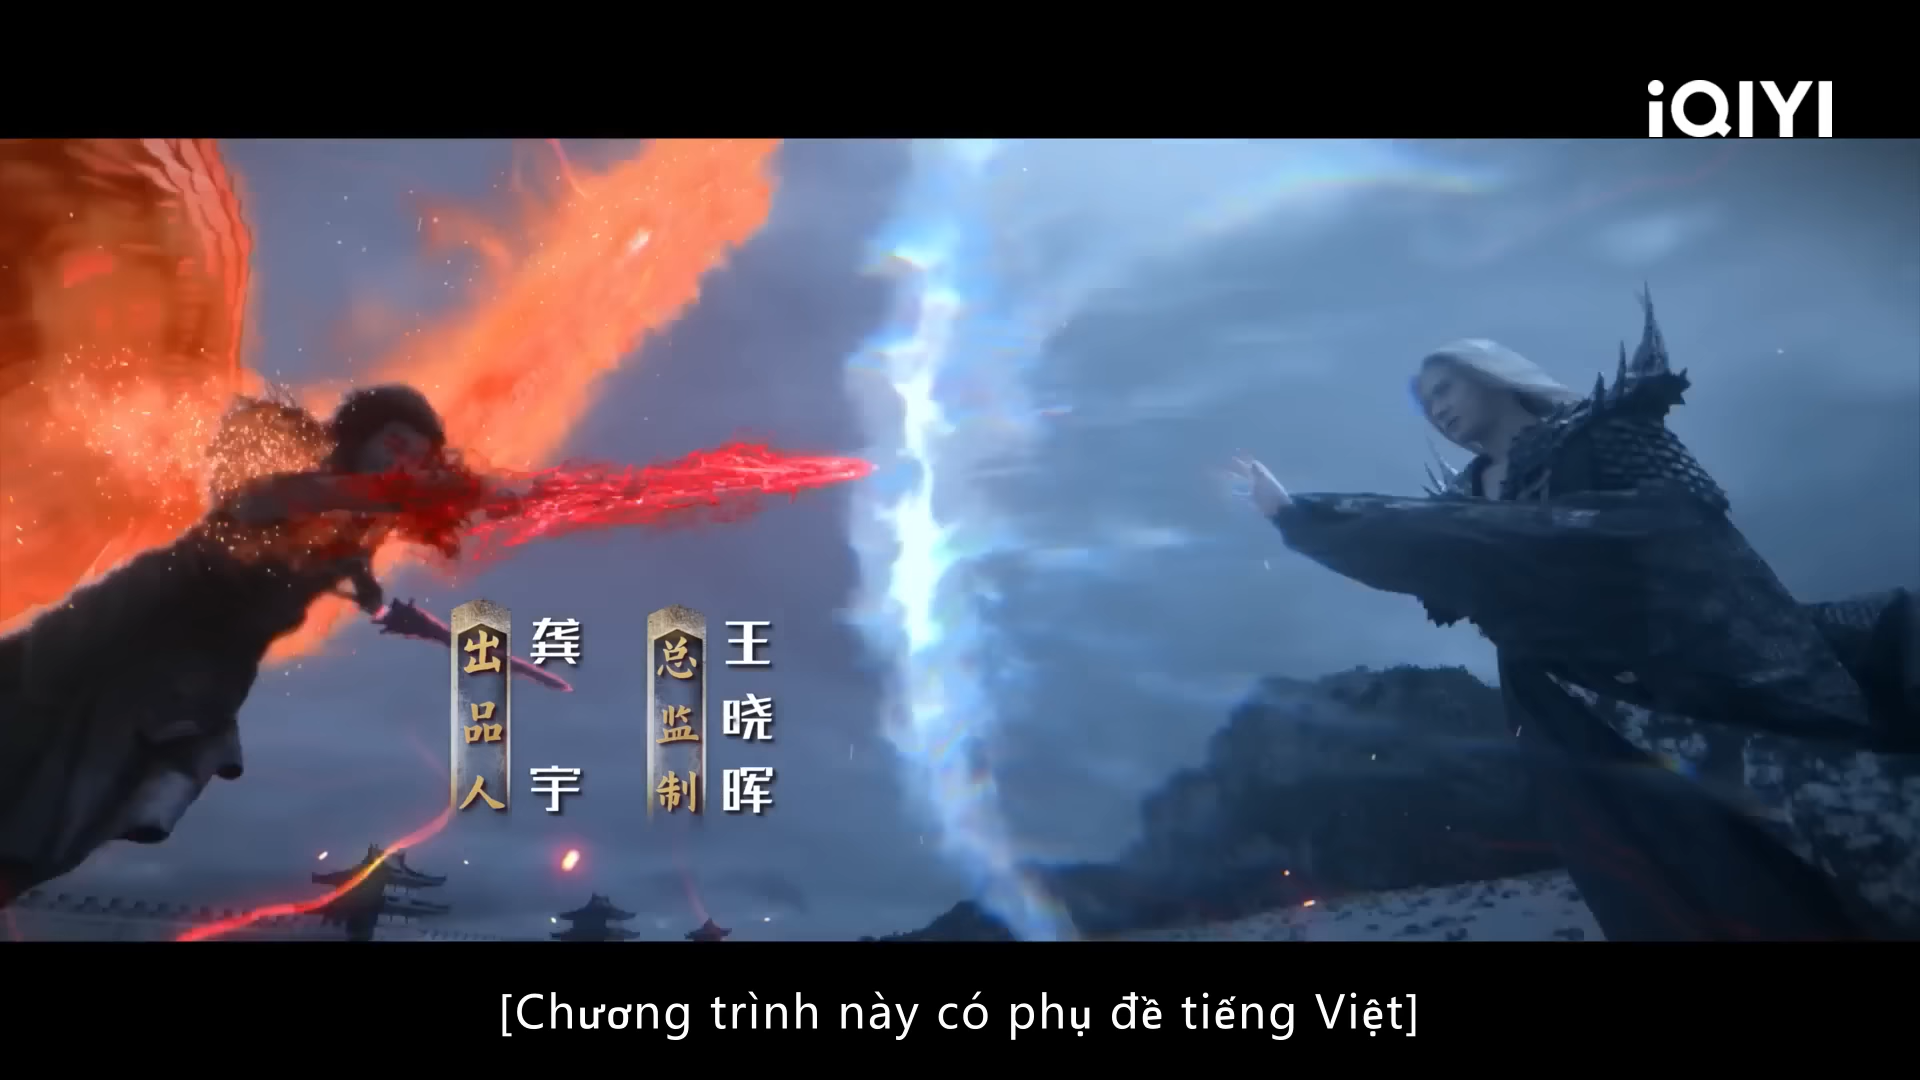 iQIYI
出品人
龚宇
总监制
王晓晖
[Chương trình này có phụ đề tiếng Việt]